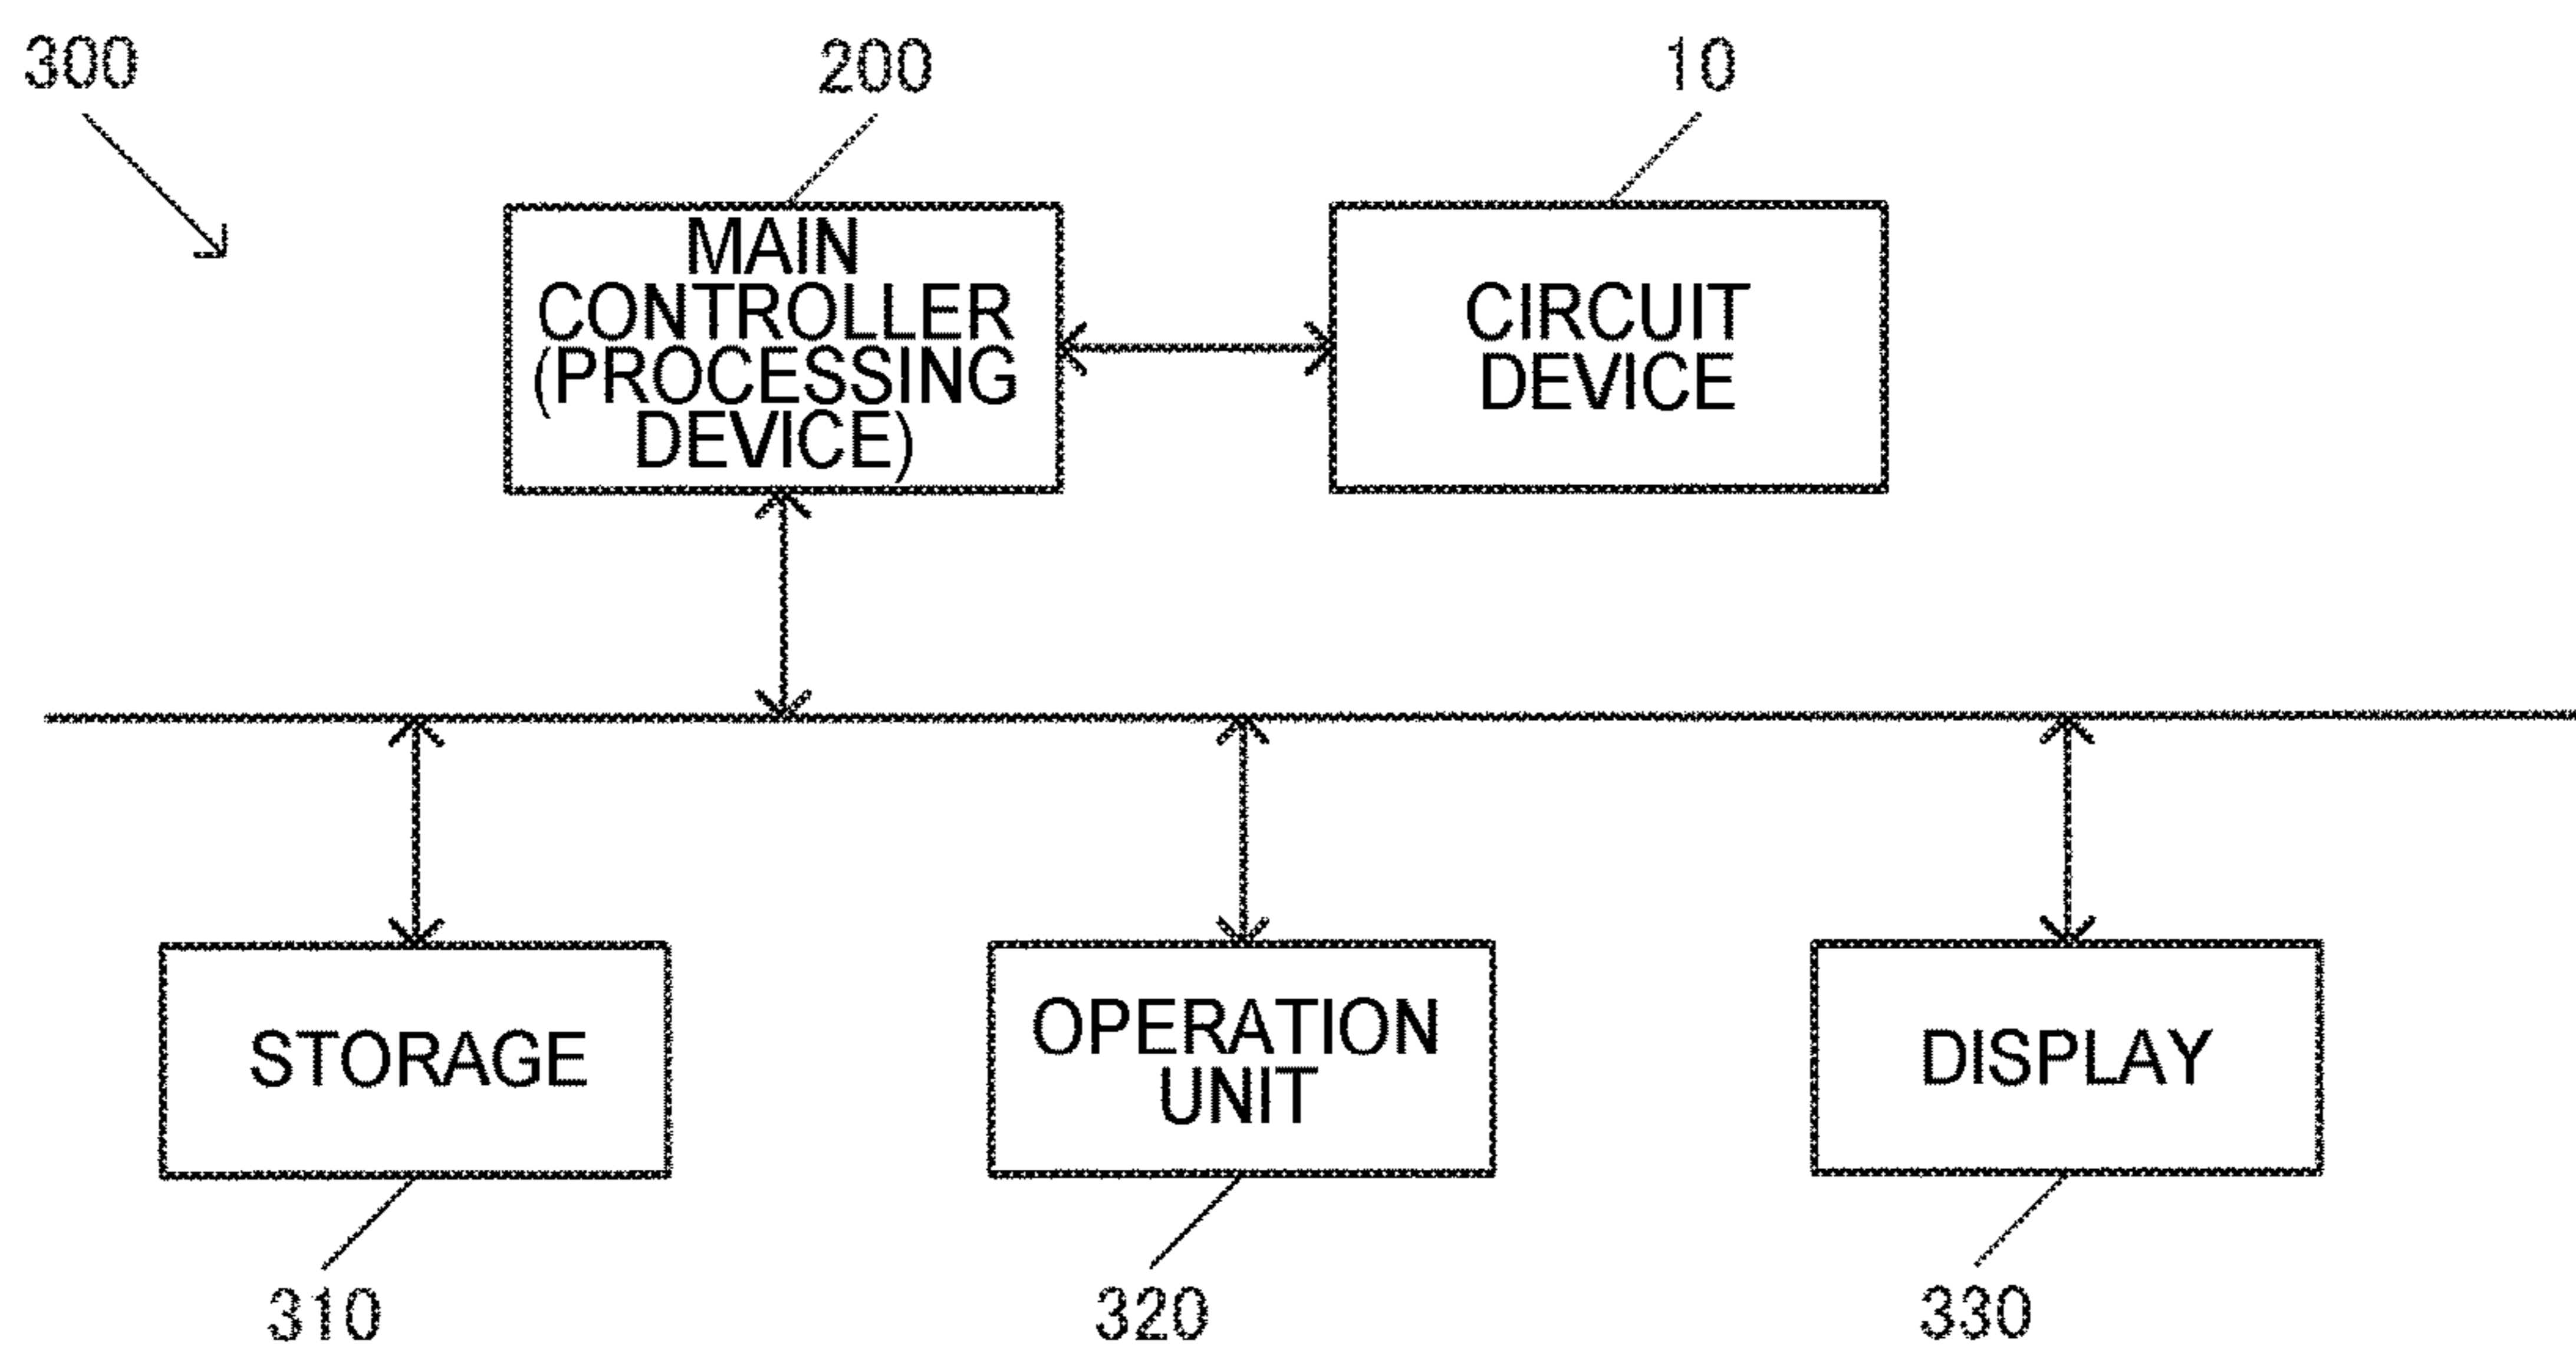 300
200
10
MAIN
CONTROLLER
(PROCESSING
DEVICE)
CIRCUIT
DEVICE
STORAGE
OPERATION
UNIT
DISPLAY
310
320
330